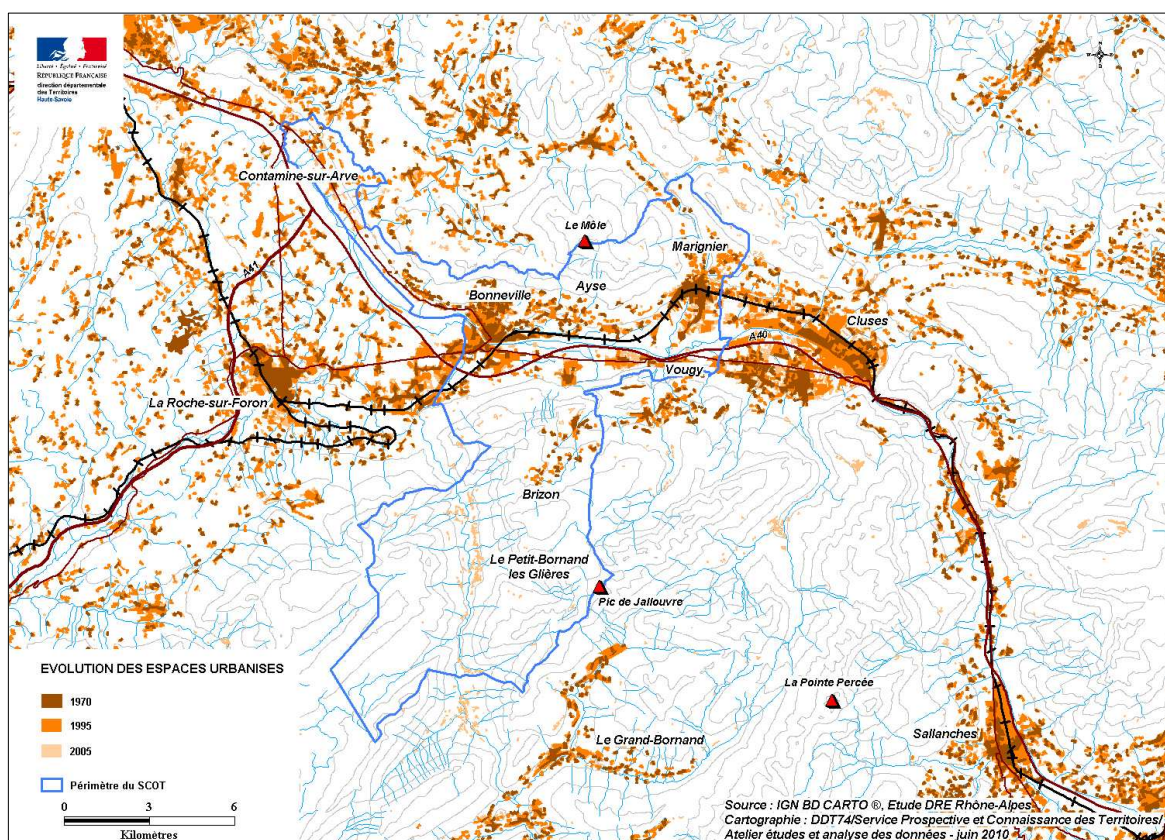 Liberté • Égalité • Fraternité
RÉPUBLIQUE FRANÇAISE
direction départementale
des Territoires
Haute-Savoie
N
W
E
S
Contamine-sur-Arve
Le Môle
Marignier
A41
Ayse
Bonneville
Cluses
A40
Vougy
La Roche-sur-Foron
Brizon
Le Petit-Bornand
les Glières
Pic de Jallouvre
La Pointe Percée
Le Grand-Bornand
Sallanches
EVOLUTION DES ESPACES URBANISES
1970
1995
2005
Périmètre du SCOT
0 3 6
Kilomètres
Source : IGN BD CARTO ®, Etude DRE Rhône-Alpes
Cartographie : DDT74/Service Prospective et Connaissance des Territoires/
Atelier études et analyse des données - juin 2010